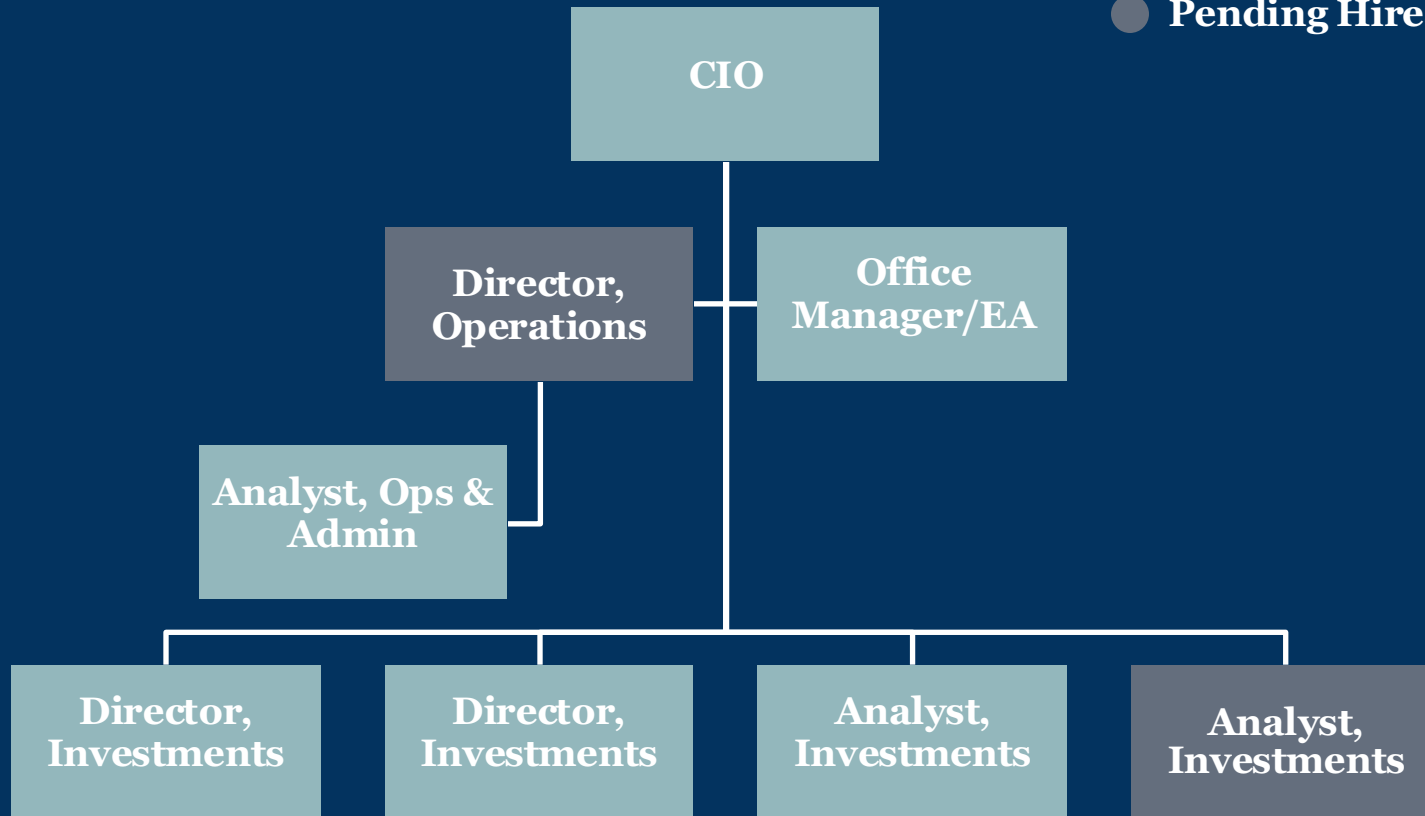 Pending Hire
CIO
Director,
Operations
Office
Manager/EA
Analyst, Ops &
Admin
Director,
Investments
Director,
Investments
Analyst,
Investments
Analyst,
Investments